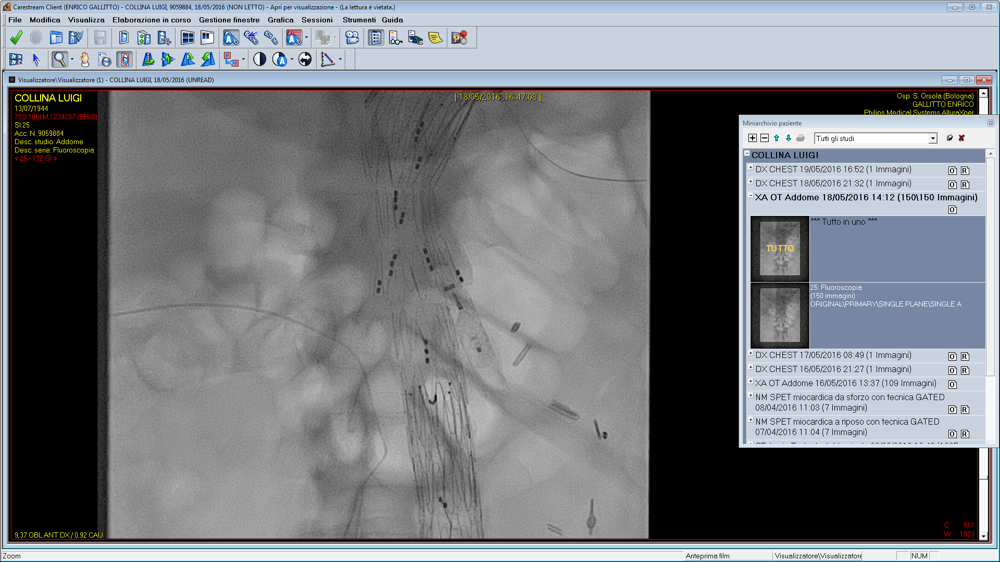 Carestream Client (ENRICO GALLITTO) - COLLINA LUIGI, 9059884, 18/05/2016 (NON LETTO) - Apri per visualizzazione - (La lettura è vietata.)
File Modifica Visualizza Elaborazione in corso Gestione finestre Grafica Sessioni Strumenti Guida
Visualizzatore\Visualizzatore (1) - COLLINA LUIGI, 18/05/2016 (UNREAD)
COLLINA LUIGI
13/07/1944
71S 10M,M,1234207 (ERIS)
SI:25
Acc. N. 9059884
Desc. studio: Addome
Desc. serie: Fluoroscopia
< 25 - 132 @ >
[ 18/05/2016 ,16:47:08 ]
Osp. S. Orsola (Bologna)
GALLITTO ENRICO
Philips Medical Systems AlluraXper
Miniarchivio paziente
Tutti gli studi
COLLINA LUIGI
DX CHEST 19/05/2016 16:52 (1 Immagini)
O R
DX CHEST 18/05/2016 21:32 (1 Immagini)
O R
XA OT Addome 18/05/2016 14:12 (150\150 Immagini)
O
TUTTO
*** Tutto in uno ***
25: Fluoroscopia
(150 immagini)
ORIGINAL\PRIMARY\SINGLE PLANE\SINGLE A
DX CHEST 17/05/2016 08:49 (1 Immagini)
O R
DX CHEST 16/05/2016 21:27 (1 Immagini)
O R
XA OT Addome 16/05/2016 13:37 (109 Immagini)
O
NM SPET miocardica da sforzo con tecnica GATED
08/04/2016 11:03 (7 Immagini)
O R
NM SPET miocardica a riposo con tecnica GATED
07/04/2016 11:04 (7 Immagini)
O R
9,37 OBL ANT DX / 0,92 CAU
C 511
W 1023
Zoom
Anteprima film
Visualizzatore\Visualizzatore
NUM